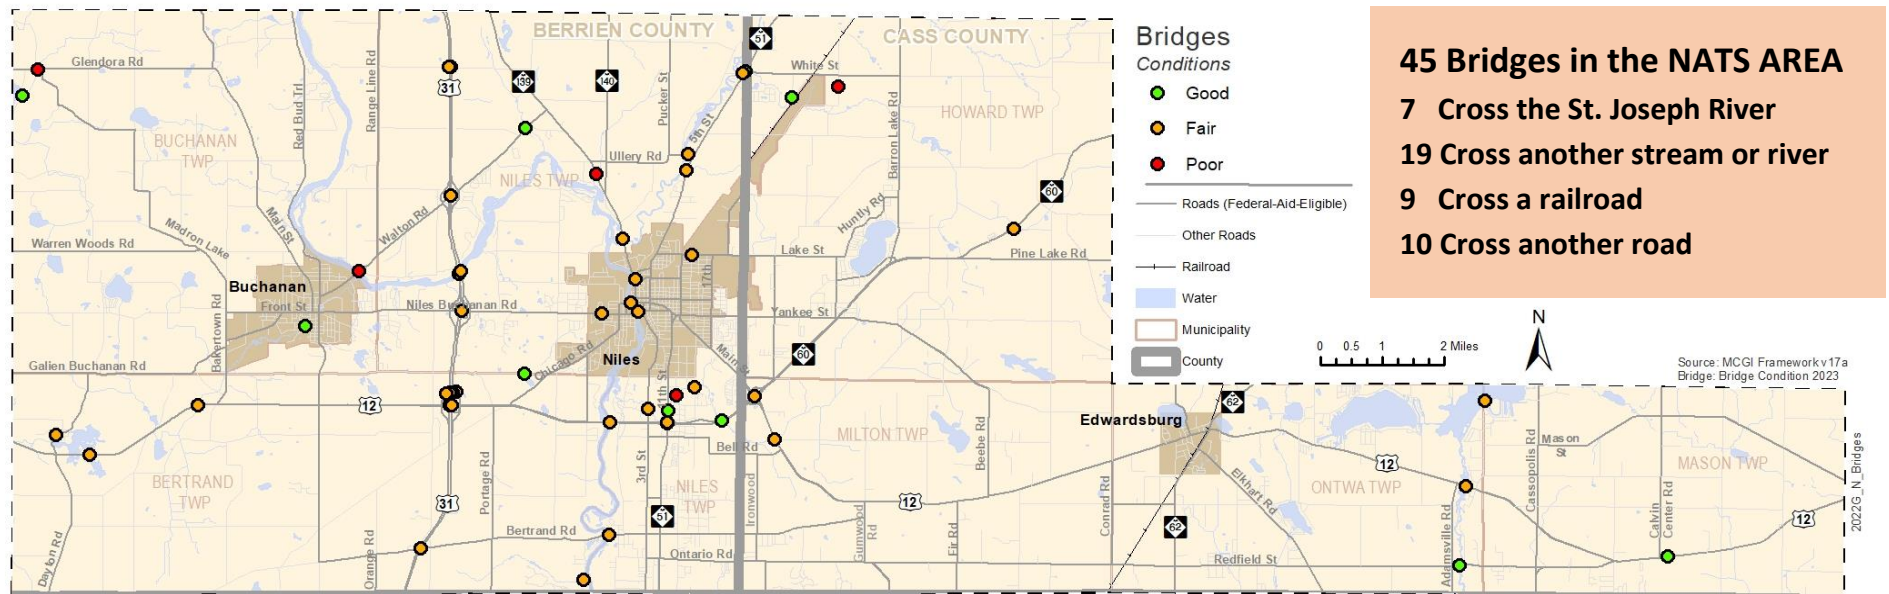 BERRIEN COUNTY
CASS COUNTY
51
Glendora Rd
White St
31
139
140
Pucker St
5th St
Red Bud Trl
Range Line Rd
Barron Lake Rd
HOWARD TWP
BUCHANAN
TWP
Ullery Rd
NILES TWP
60
Huntly Rd
Main St
Madron Lake
Walton Rd
Warren Woods Rd
Lake St
Pine Lake Rd
17th
Buchanan
Front St
Niles Buchanan Rd
Yankee St
Bakertown Rd
Niles
Main St
60
Galien Buchanan Rd
Chicago Rd
11th St
12
Bell Rd
MILTON TWP
Beebe Rd
BERTRAND
TWP
Portage Rd
3rd St
NILES
TWP
Ironwood
31
12
51
Bertrand Rd
Ontario Rd
Gumwood
Rd
Fir Rd
Dayton Rd
Orange Rd
Edwardsburg
62
Conrad Rd
Elkhart Rd
12
ONTWA TWP
Cassopolis Rd
Mason
St
MASON TWP
Calvin
Center Rd
12
62
Redfield St
Adamsville Rd
Bridges
Conditions
Good
Fair
Poor
Roads (Federal-Aid-Eligible)
Other Roads
Railroad
Water
Municipality
County
0 0.5 1 2 Miles
N
Source: MCGI Framework v17a
Bridge: Bridge Condition 2023
2022G_N_Bridges
45 Bridges in the NATS AREA
7 Cross the St. Joseph River
19 Cross another stream or river
9 Cross a railroad
10 Cross another road